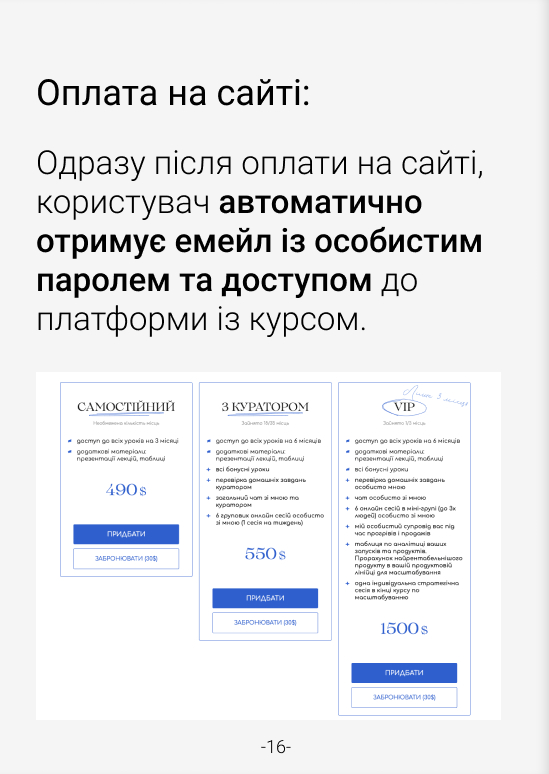 Оплата на сайті:
Одразу після оплати на сайті,
користувач автоматично
отримує емейл із особистим
паролем та доступом до
платформи із курсом.
САМОСТІЙНИЙ
Необмежена кількість місць
доступ до всіх уроків на 3 місяці
додаткові матеріали:
презентації лекцій, таблиці
490$
ПРИДБАТИ
ЗАБРОНЮВАТИ (30$)
З КУРАТОРОМ
Зайнято 19/30 місць
доступ до всіх уроків на 6 місяців
додаткові матеріали:
презентації лекцій, таблиці
+ всі бонусні уроки
+ перевірка домашніх завдань
куратором
+ загальний чат зі мною та
куратором
+ 6 групових онлайн сесій особисто
зі мною (1 сесія на тиждень)
550$
ПРИДБАТИ
ЗАБРОНЮВАТИ (30$)
Лише 3 місця
VIP
Зайнято 1/3 місць
доступ до всіх уроків на 6 місяців
додаткові матеріали:
презентації лекцій, таблиці
всі бонусні уроки
+ перевірка домашніх завдань
особисто мною
+ чат особисто зі мною
+ 6 онлайн сесій в міні-групі (до 3х
людей) особисто зі мною
+ мій особистий супровід вас під
час прогрівів і продажів
+ таблиця по аналітиці ваших
запусків та продуктів.
Прорахунок найрентабельнішого
продукту в вашій продуктовій
лінійці для масштабування
+ одна індивідуальна стратегічна
сесія в кінці курсу по
масштабуванню
1500$
ПРИДБАТИ
ЗАБРОНЮВАТИ (30$)
-16-